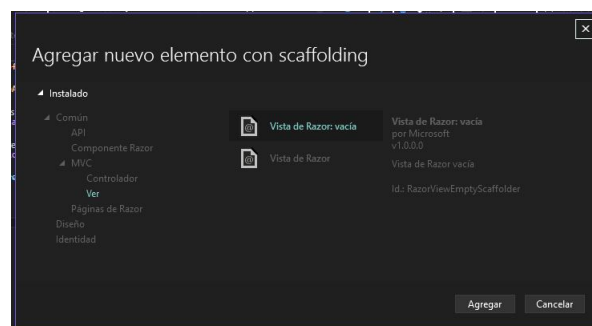 Agregar nuevo elemento con scaffolding
Instalado
Común
API
Componente Razor
MVC
Controlador
Ver
Páginas de Razor
Diseño
Identidad
Vista de Razor: vacía
Vista de Razor
Vista de Razor: vacía
por Microsoft
v1.0.0.0
Vista de Razor vacía
Id.: RazorViewEmptyScaffolder
Agregar
Cancelar